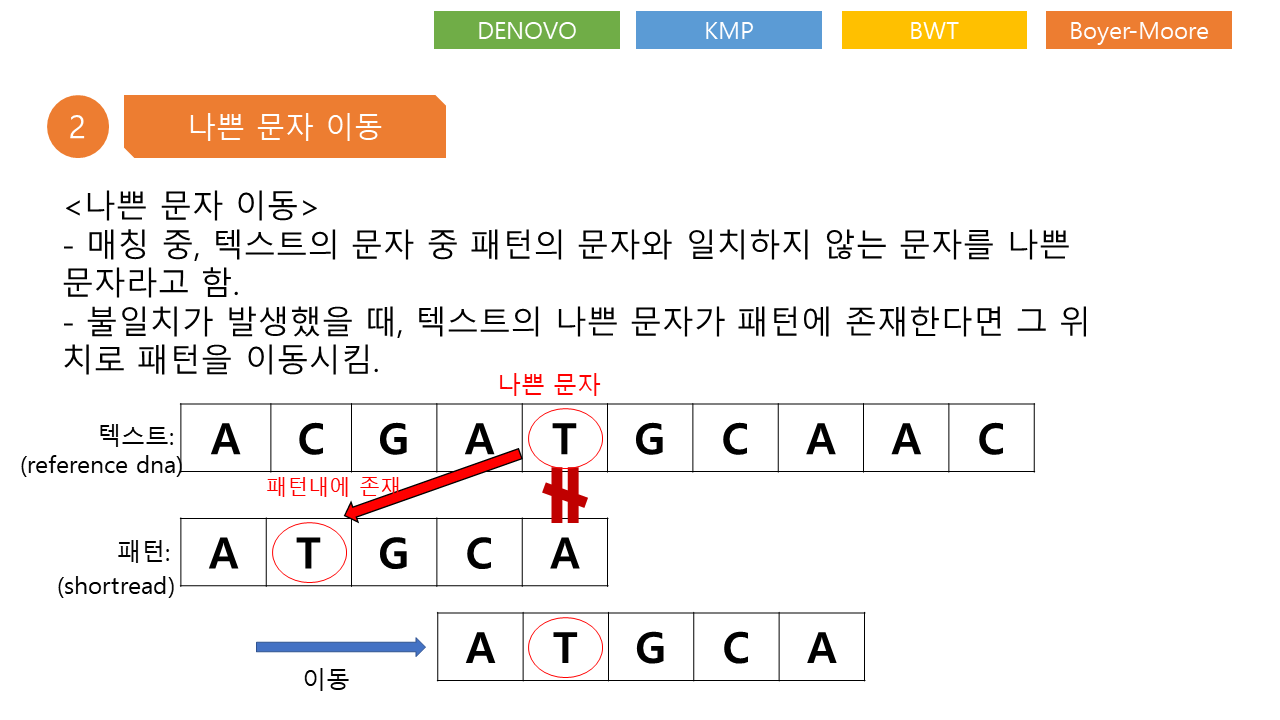 DENOVO KMP BWT Boyer-Moore
2 나쁜 문자 이동
<나쁜 문자 이동>
- 매칭 중, 텍스트의 문자 중 패턴의 문자와 일치하지 않는 문자를 나쁜
문자라고 함.
- 불일치가 발생했을 때, 텍스트의 나쁜 문자가 패턴에 존재한다면 그 위
치로 패턴을 이동시킴.
나쁜 문자
텍스트: A C G A T G C A A C
(reference dna)
패턴내에 존재
패턴: A T G C A
(shortread)
A T G C A
이동